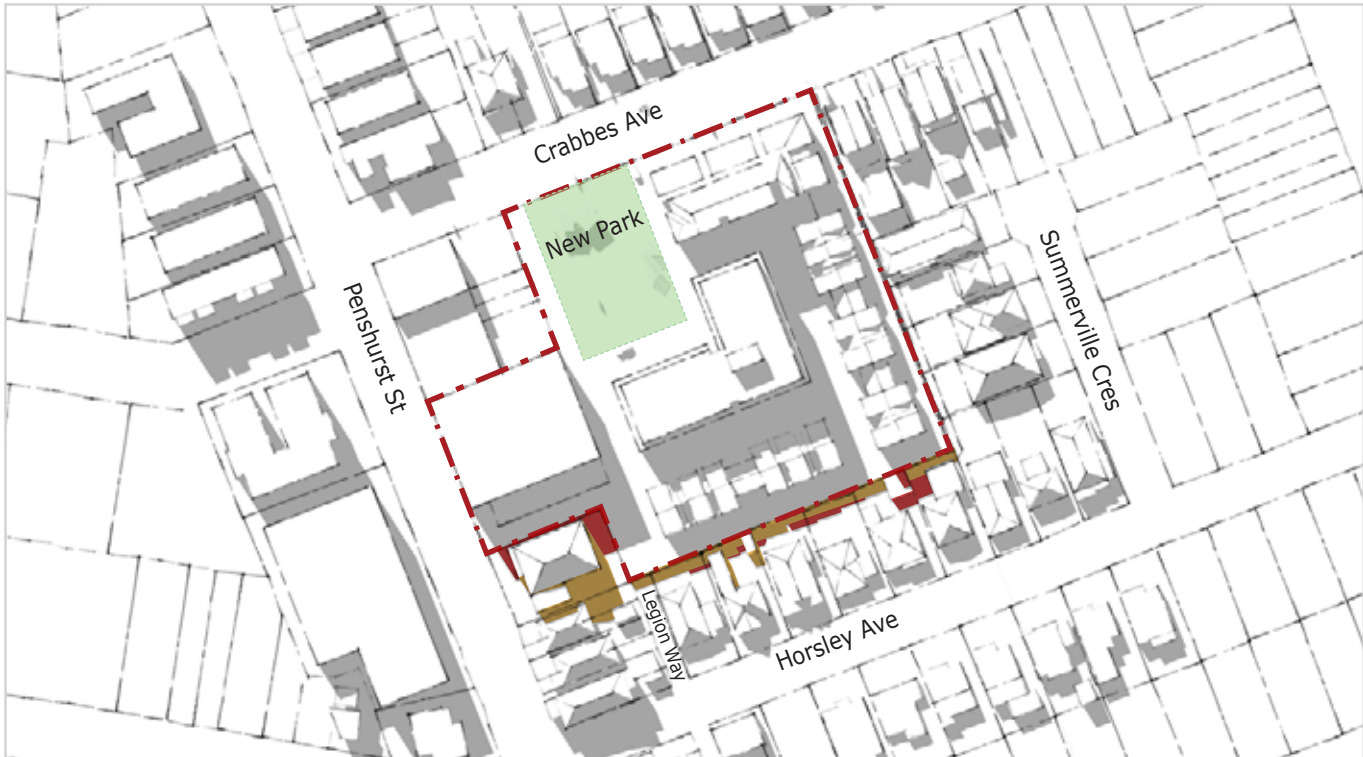 Crabbes Ave
New Park
Penshurst St
Summerville Cres
Legion Way
Horsley Ave